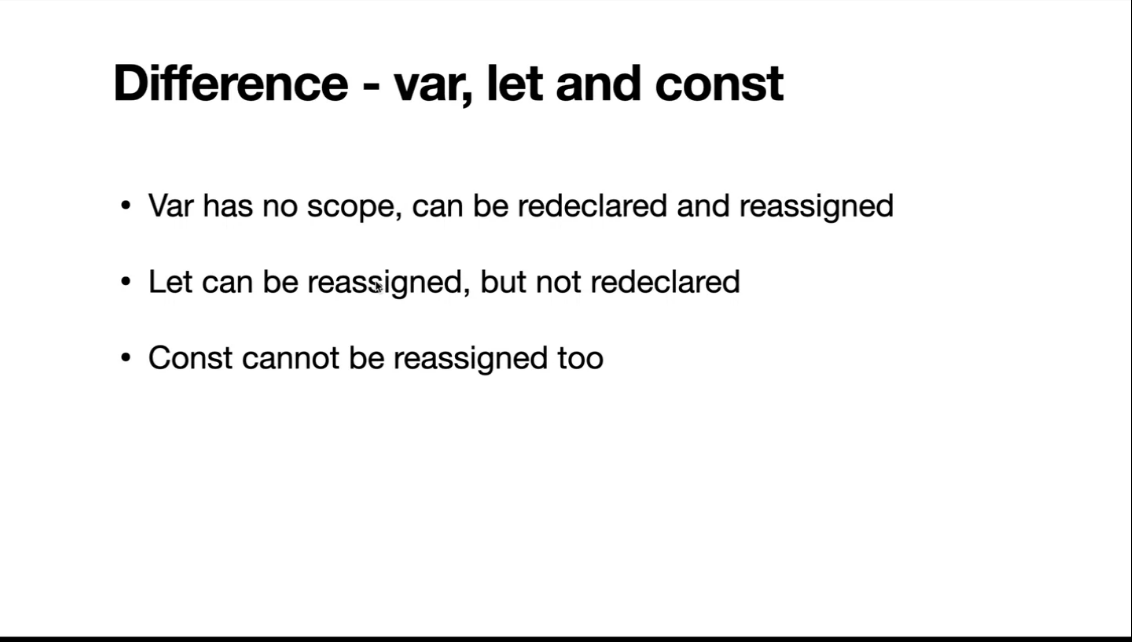 Difference - var, let and const
• Var has no scope, can be redeclared and reassigned
• Let can be reassigned, but not redeclared
• Const cannot be reassigned too